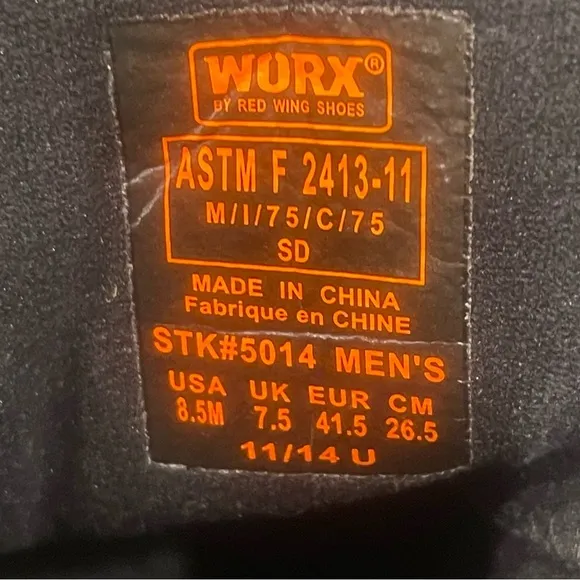 WORX®
BY RED WING SHOES
ASTM F 2413-11
M/I/75/C/75
SD
MADE IN CHINA
Fabrique en CHINE
STK#5014 MEN'S
USA UK EUR CM
8.5M 7.5 41.5 26.5
11/14 U